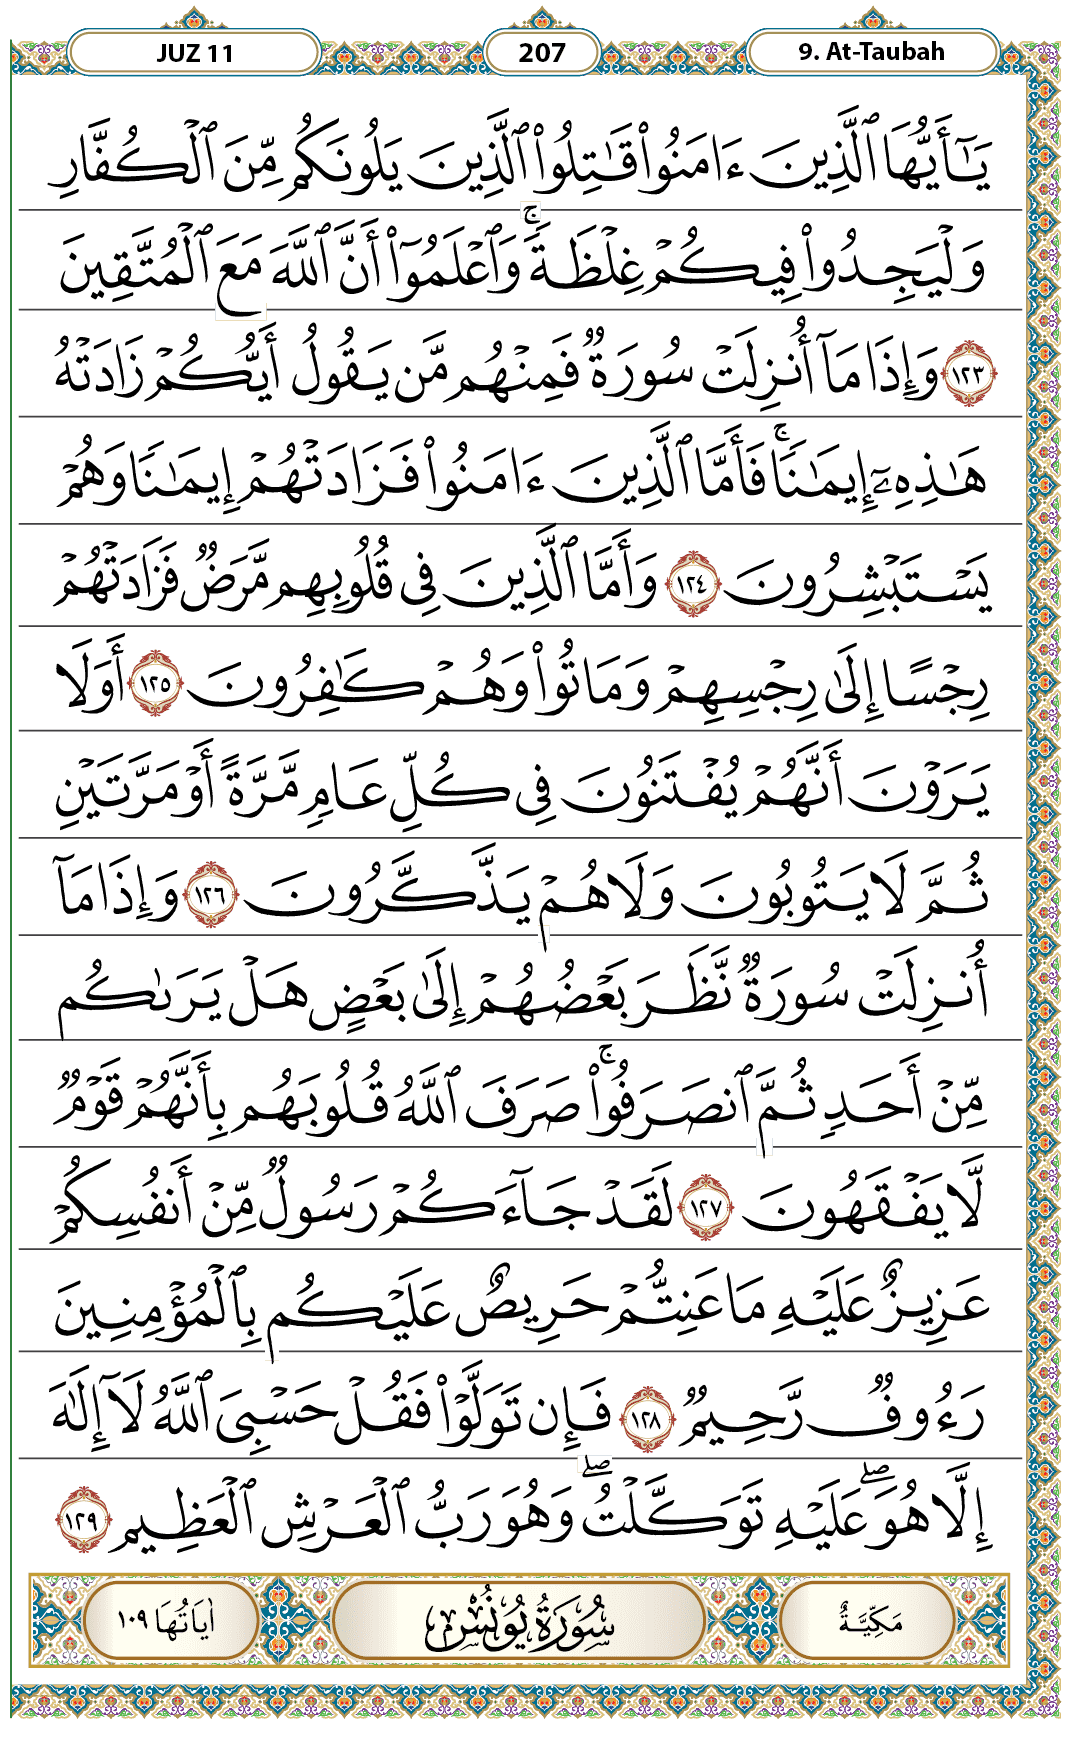 JUZ 11 207 9. At-Taubah
يَٰٓأَيُّهَا ٱلَّذِينَ ءَامَنُوا۟ قَٰتِلُوا۟ ٱلَّذِينَ يَلُونَكُم مِّنَ ٱلْكُفَّارِ
وَلْيَجِدُوا۟ فِيكُمْ غِلْظَةً ۚ وَٱعْلَمُوٓا۟ أَنَّ ٱللَّهَ مَعَ ٱلْمُتَّقِينَ
١٢٣ وَإِذَا مَآ أُنزِلَتْ سُورَةٌ فَمِنْهُم مَّن يَقُولُ أَيُّكُمْ زَادَتْهُ
هَٰذِهِۦٓ إِيمَٰنًا ۚ فَأَمَّا ٱلَّذِينَ ءَامَنُوا۟ فَزَادَتْهُمْ إِيمَٰنًا وَهُمْ
يَسْتَبْشِرُونَ ١٢٤ وَأَمَّا ٱلَّذِينَ فِى قُلُوبِهِم مَّرَضٌ فَزَادَتْهُمْ
رِجْسًا إِلَىٰ رِجْسِهِمْ وَمَاتُوا۟ وَهُمْ كَٰفِرُونَ ١٢٥ أَوَلَا
يَرَوْنَ أَنَّهُمْ يُفْتَنُونَ فِى كُلِّ عَامٍ مَّرَّةً أَوْ مَرَّتَيْنِ
ثُمَّ لَا يَتُوبُونَ وَلَا هُمْ يَذَّكَّرُونَ ١٢٦ وَإِذَا مَآ
أُنزِلَتْ سُورَةٌ نَّظَرَ بَعْضُهُمْ إِلَىٰ بَعْضٍ هَلْ يَرَىٰكُم
مِّنْ أَحَدٍ ثُمَّ ٱنصَرَفُوا۟ ۚ صَرَفَ ٱللَّهُ قُلُوبَهُم بِأَنَّهُمْ قَوْمٌ
لَّا يَفْقَهُونَ ١٢٧ لَقَدْ جَآءَكُمْ رَسُولٌ مِّنْ أَنفُسِكُمْ
عَزِيزٌ عَلَيْهِ مَا عَنِتُّمْ حَرِيصٌ عَلَيْكُم بِٱلْمُؤْمِنِينَ
رَءُوفٌ رَّحِيمٌ ١٢٨ فَإِن تَوَلَّوْا۟ فَقُلْ حَسْبِىَ ٱللَّهُ لَآ إِلَٰهَ
إِلَّا هُوَ ۖ عَلَيْهِ تَوَكَّلْتُ ۖ وَهُوَ رَبُّ ٱلْعَرْشِ ٱلْعَظِيمِ ١٢٩
مَكِّيَّةٌ سُورَةُ يُونُسَ اٰيَاتُهَا ١٠٩